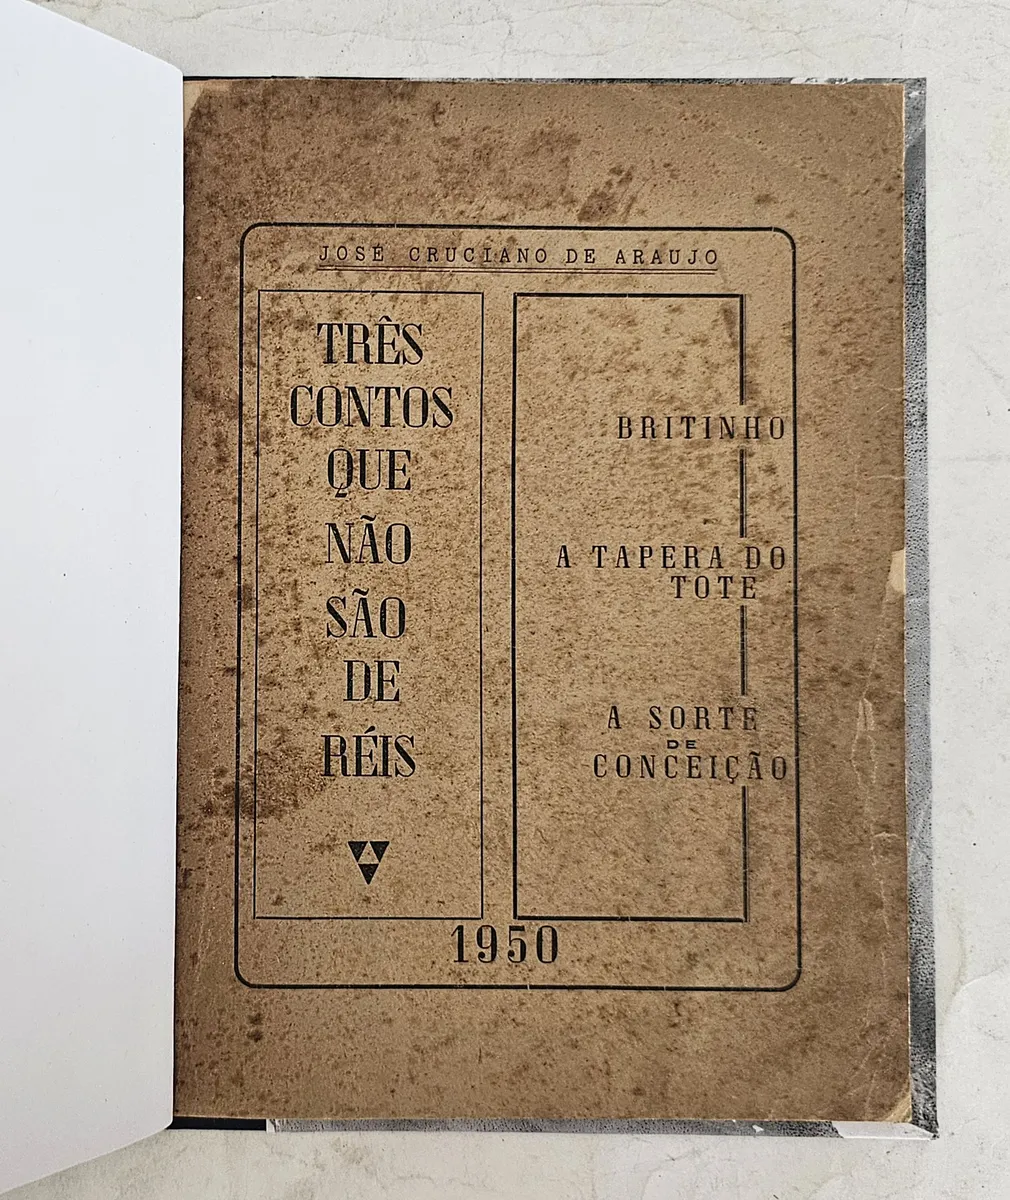 JOSÉ CRUCIANO DE ARAUJO
TRÊS
CONTOS
QUE
NÃO
SÃO
DE
RÉIS
BRITINHO
A TAPERA DO
TOTE
A SORTE
DE
CONCEIÇÃO
1950